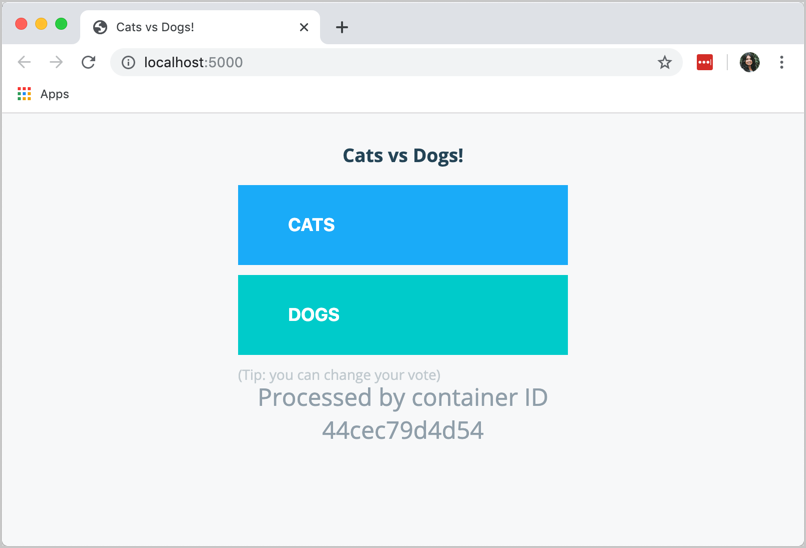 Cats vs Dogs!
localhost:5000
Apps
Cats vs Dogs!
CATS
DOGS
(Tip: you can change your vote)
Processed by container ID
44cec79d4d54